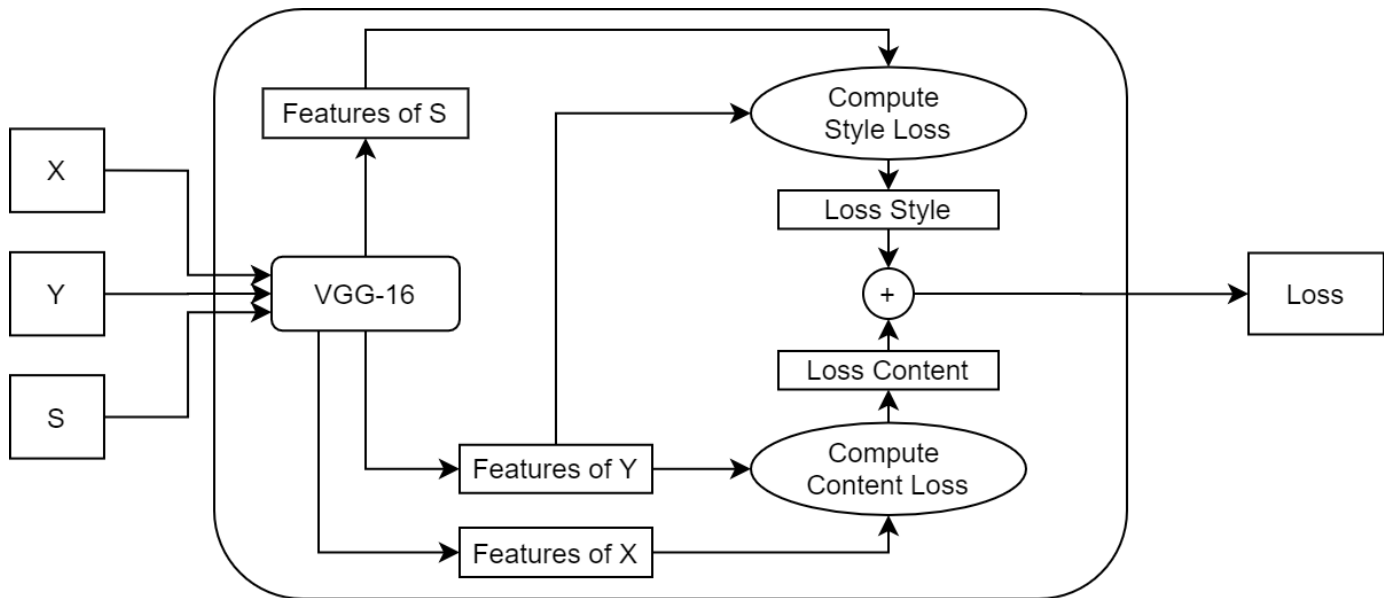 Features of S
Compute
Style Loss
X
Loss Style
Y
VGG-16
+
Loss
Loss Content
S
Features of Y
Compute
Content Loss
Features of X